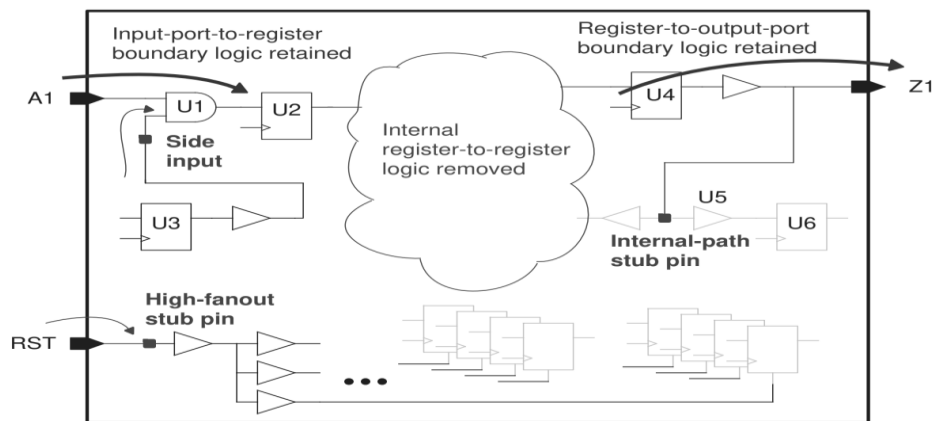 Input-port-to-register
boundary logic retained
Register-to-output-port
boundary logic retained
A1
U1
U2
U4
Z1
Side
input
Internal
register-to-register
logic removed
U3
U5
U6
Internal-path
stub pin
High-fanout
stub pin
RST